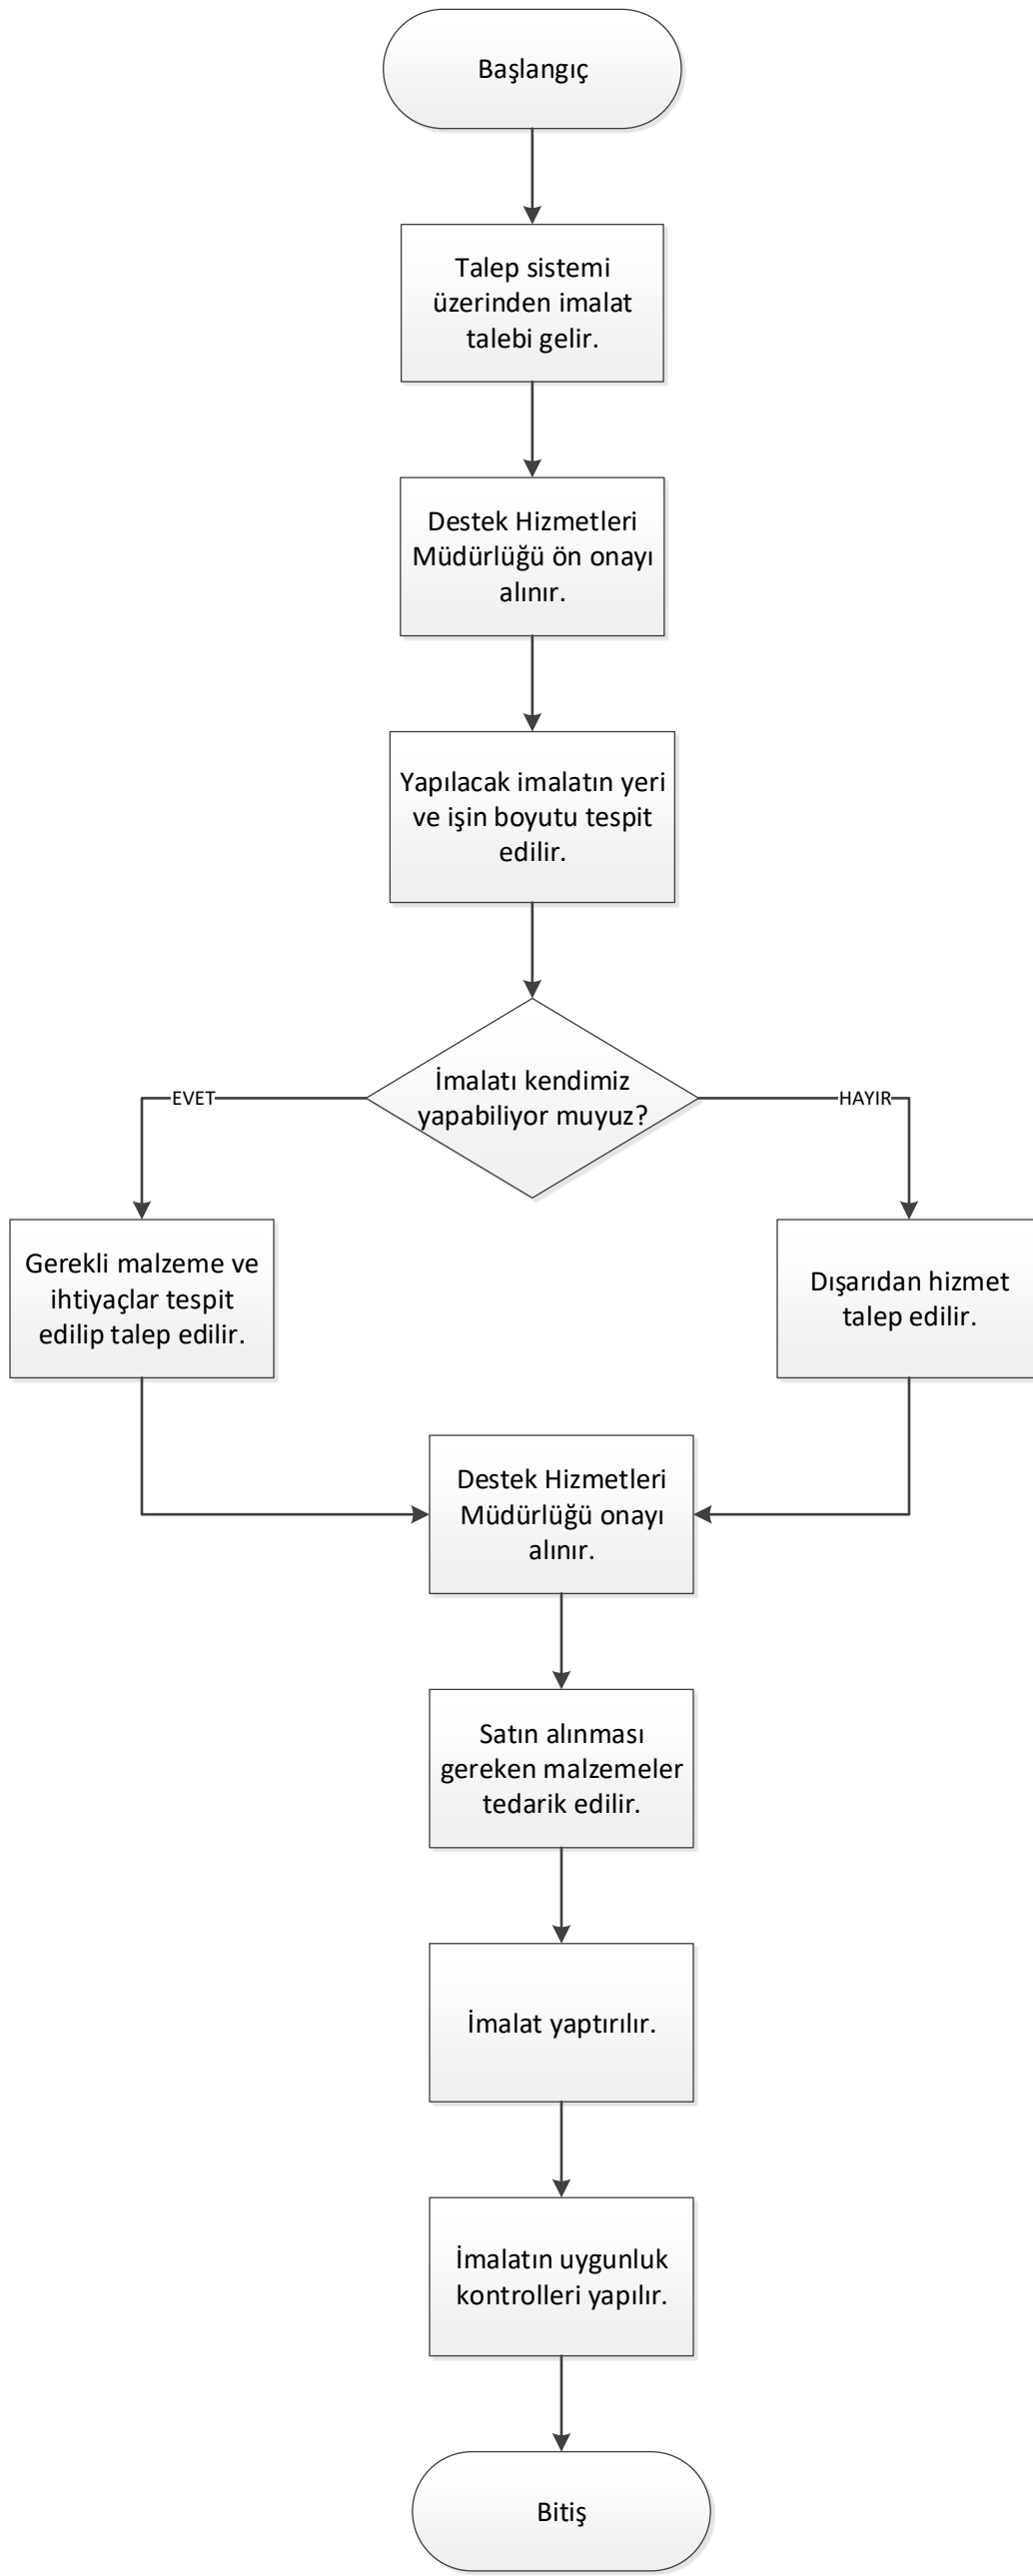 Başlangıç
Talep sistemi
üzerinden imalat
talebi gelir.
Destek Hizmetleri
Müdürlüğü ön onayı
alınır.
Yapılacak imalatın yeri
ve işin boyutu tespit
edilir.
İmalatı kendimiz
yapabiliyor muyuz?
EVET
HAYIR
Gerekli malzeme ve
ihtiyaçlar tespit
edilip talep edilir.
Dışarıdan hizmet
talep edilir.
Destek Hizmetleri
Müdürlüğü onayı
alınır.
Satın alınması
gereken malzemeler
tedarik edilir.
İmalat yaptırılır.
İmalatın uygunluk
kontrolleri yapılır.
Bitiş